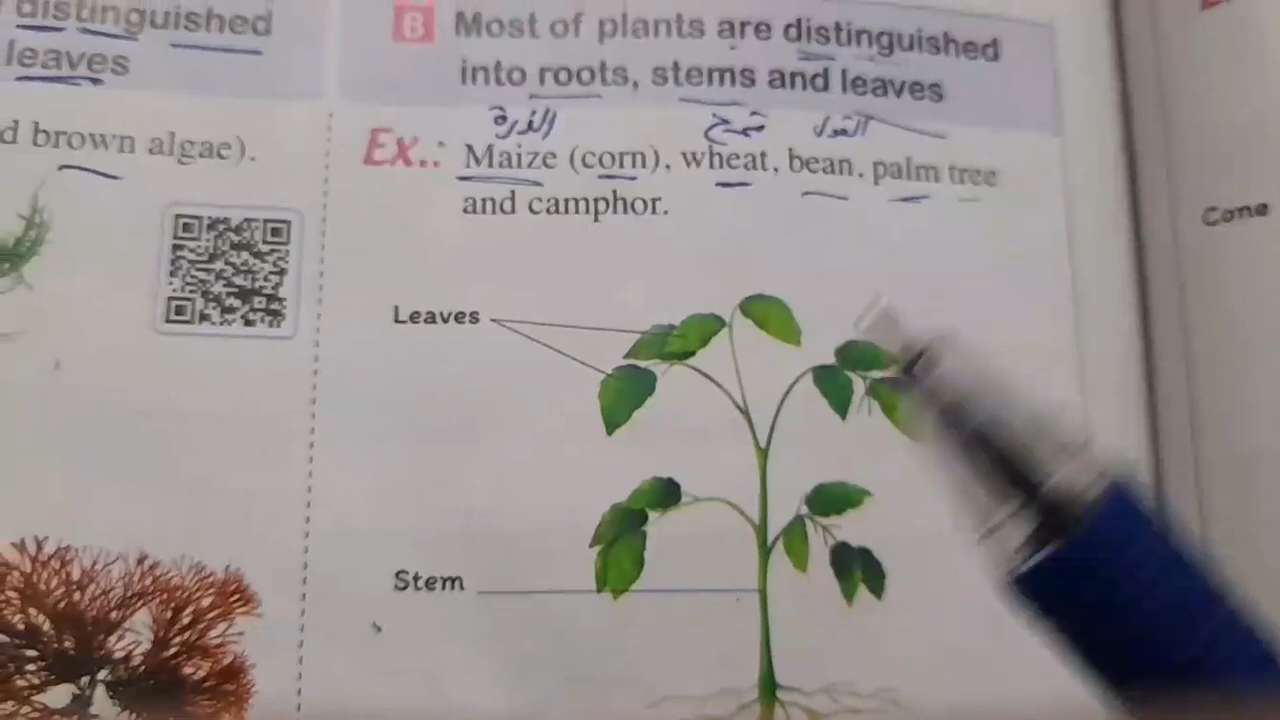 distinguished
leaves
d brown algae).
B Most of plants are distinguished
into roots, stems and leaves
الذرة قمح الفول
Ex.: Maize (corn), wheat, bean, palm tree
and camphor.
Leaves
Stem
Cone